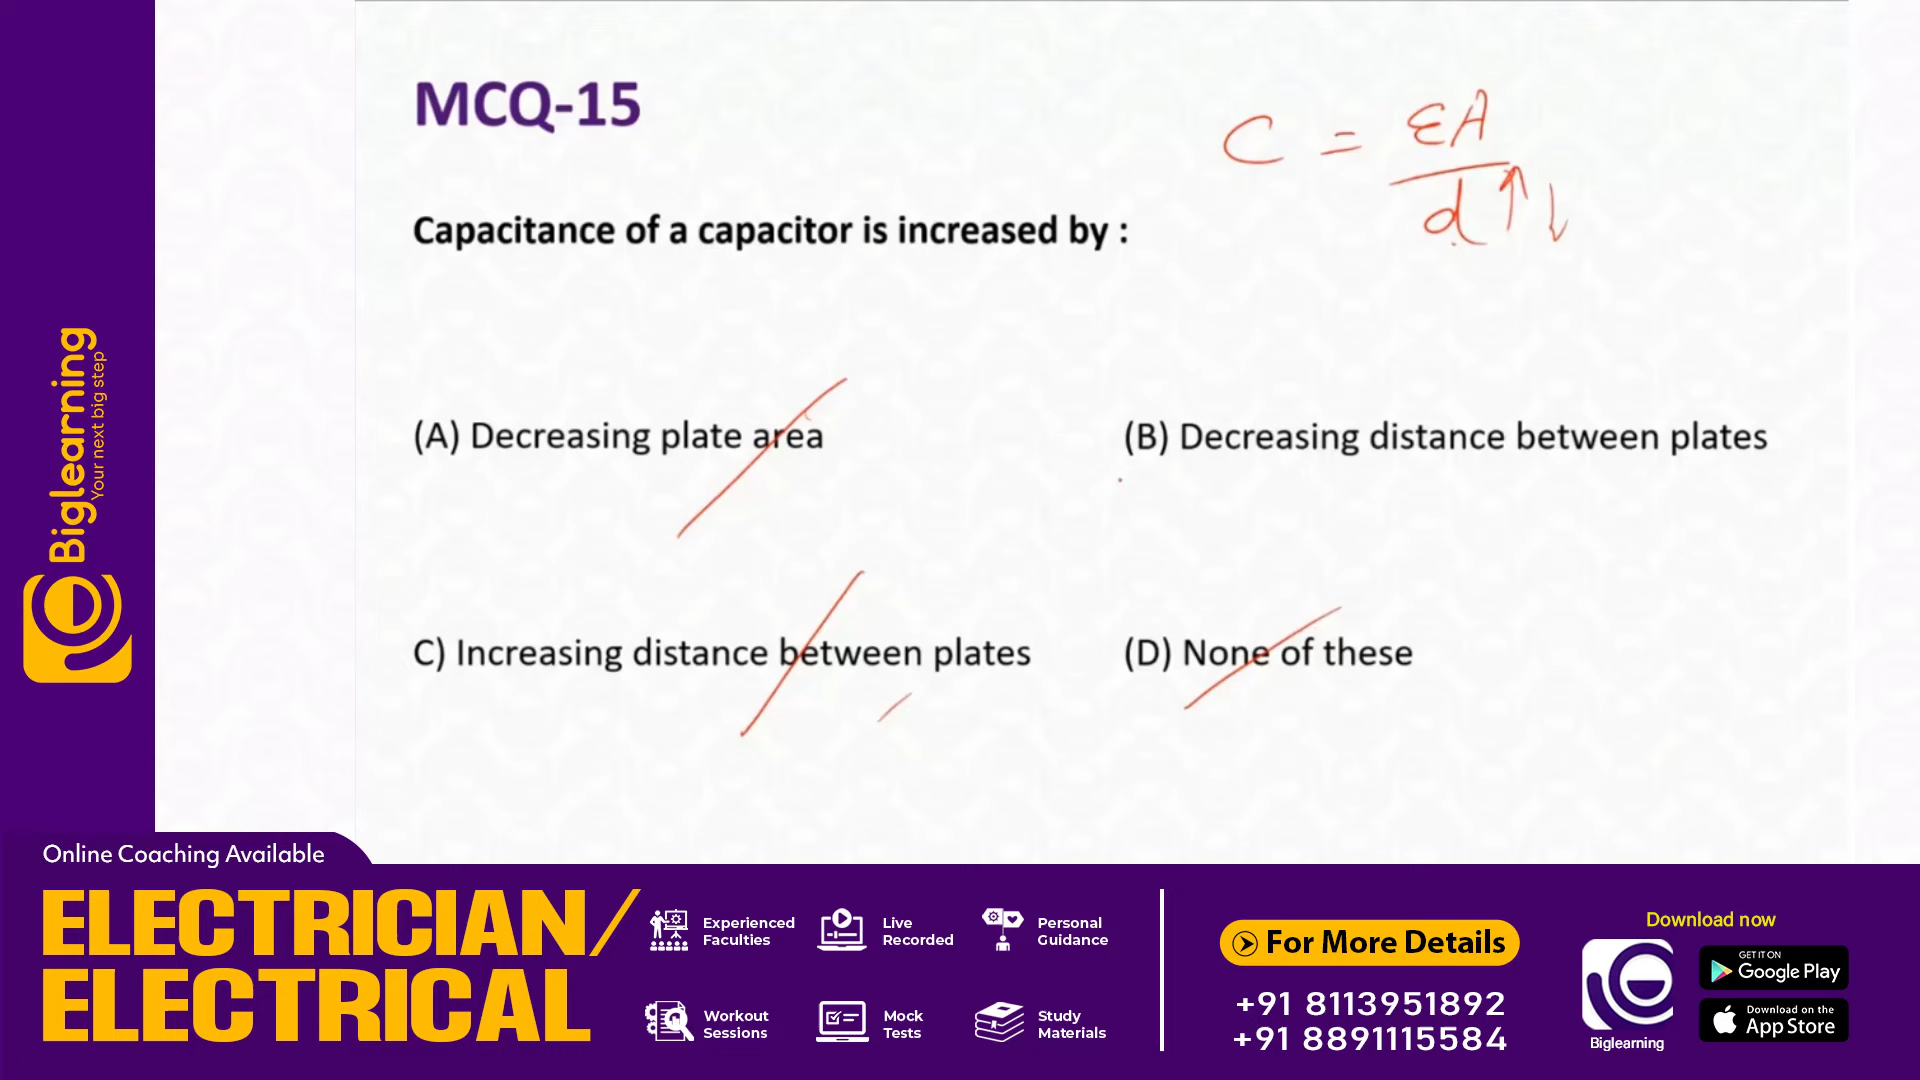 MCQ-15
C = εA
d↑↓
Capacitance of a capacitor is increased by :
(A) Decreasing plate area
(B) Decreasing distance between plates
C) Increasing distance between plates
(D) None of these
Biglearning
Your next big step
Online Coaching Available
ELECTRICIAN/
ELECTRICAL
Experienced
Faculties
Live
Recorded
Personal
Guidance
Workout
Sessions
Mock
Tests
Study
Materials
For More Details
+91 8113951892
+91 8891115584
Download now
Biglearning
GET IT ON
Google Play
Download on the
App Store